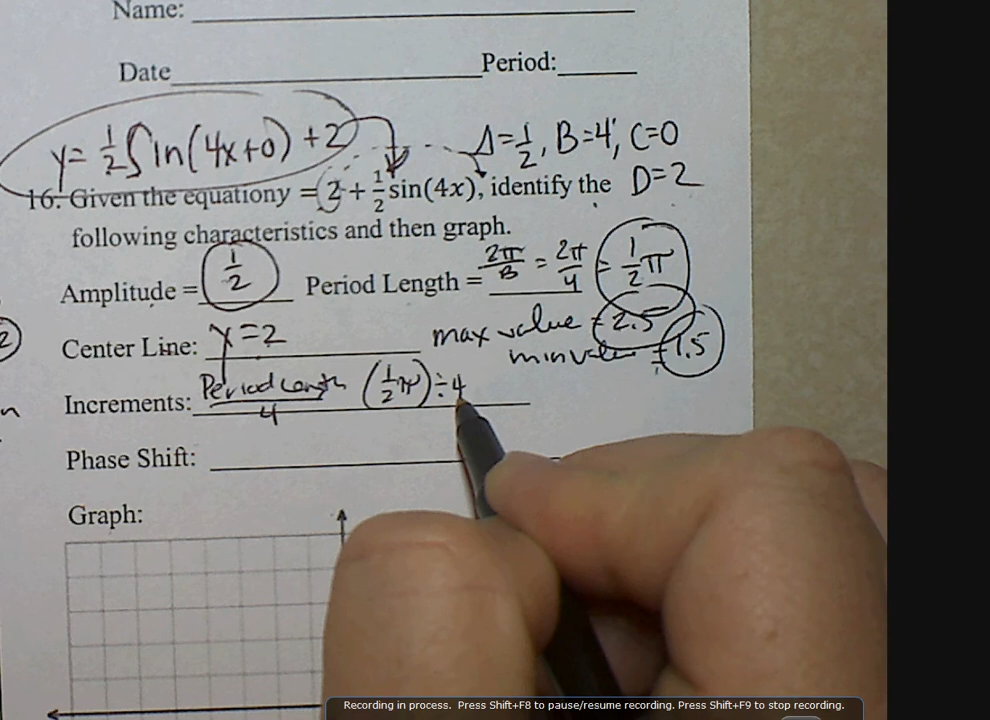 Name:
Date Period:
y= 1/2 Sin(4x+0) +2 A=1/2, B=4, C=0
16. Given the equationy = 2 + 1/2 sin(4x), identify the D=2
following characteristics and then graph.
Amplitude = 1/2 Period Length = 2π/B = 2π/4 = 1/2 π
Center Line: y=2 max value = 2.5
min = 1.5
Increments: Period Length/4 (1/2 π) ÷ 4
Phase Shift:
Graph:
Recording in process. Press Shift+F8 to pause/resume recording. Press Shift+F9 to stop recording.